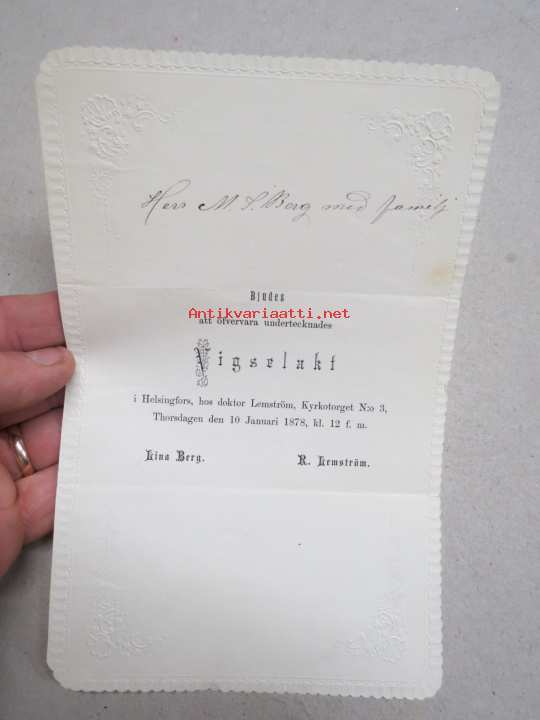 Herr M. S. Berg med familj
Bjudes
Antikvariaatti.net
att öfvervara undertecknades
Vigselakt
i Helsingfors, hos doktor Lemström, Kyrkotorget N:o 3,
Thorsdagen den 10 Januari 1878, kl. 12 f. m.
Lina Berg. R. Lemström.